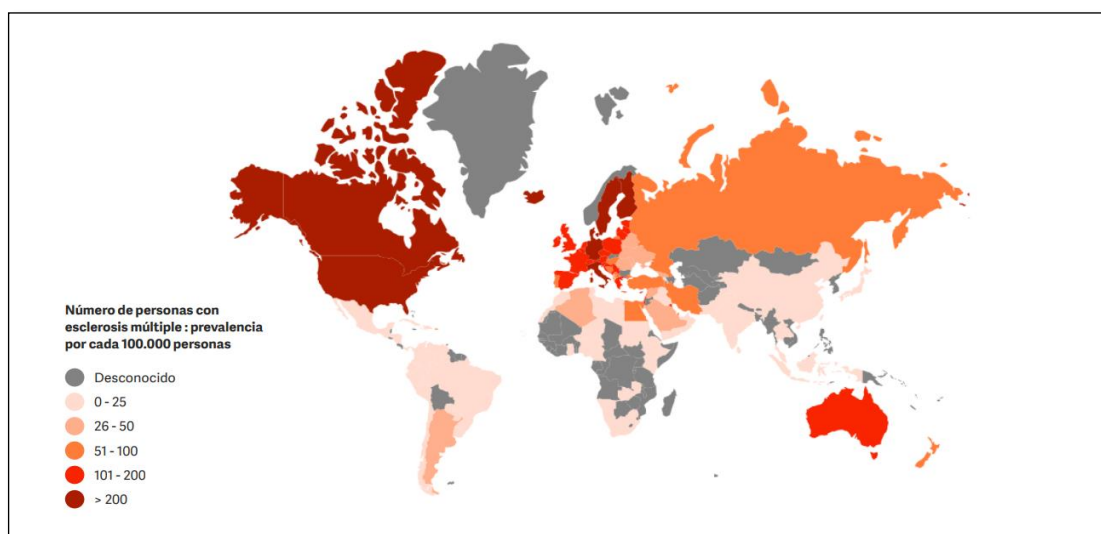 Número de personas con
esclerosis múltiple : prevalencia
por cada 100.000 personas
Desconocido
0 - 25
26 - 50
51 - 100
101 - 200
> 200